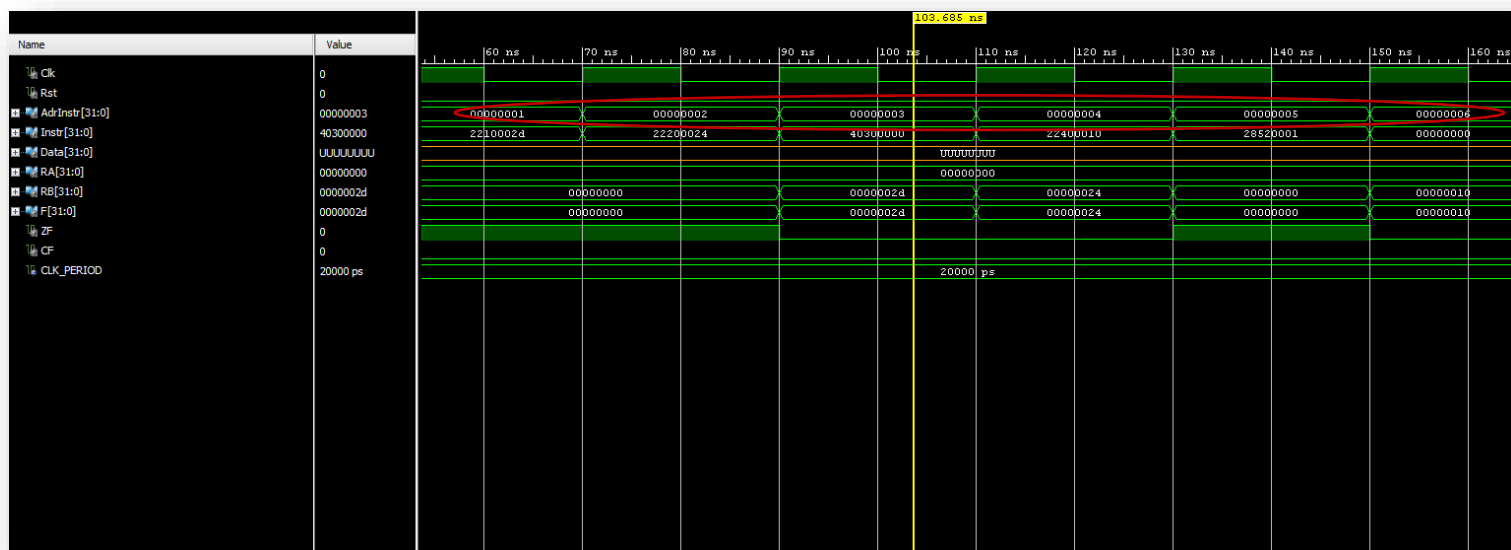 103.685 ns
Name Value
60 ns 70 ns 80 ns 90 ns 100 ns 110 ns 120 ns 130 ns 140 ns 150 ns 160 ns
Clk 0
Rst 0
AdrInstr[31:0] 00000003 00000001 00000002 00000003 00000004 00000005 00000006
Instr[31:0] 40300000 2210002d 22200024 40300000 22400010 28520001 00000000
Data[31:0] UUUUUUUU UUUUUUUU
RA[31:0] 00000000 00000000
RB[31:0] 0000002d 00000000 0000002d 00000024 00000000 00000010
F[31:0] 0000002d 00000000 0000002d 00000024 00000000 00000010
ZF 0
CF 0
CLK_PERIOD 20000 ps 20000 ps